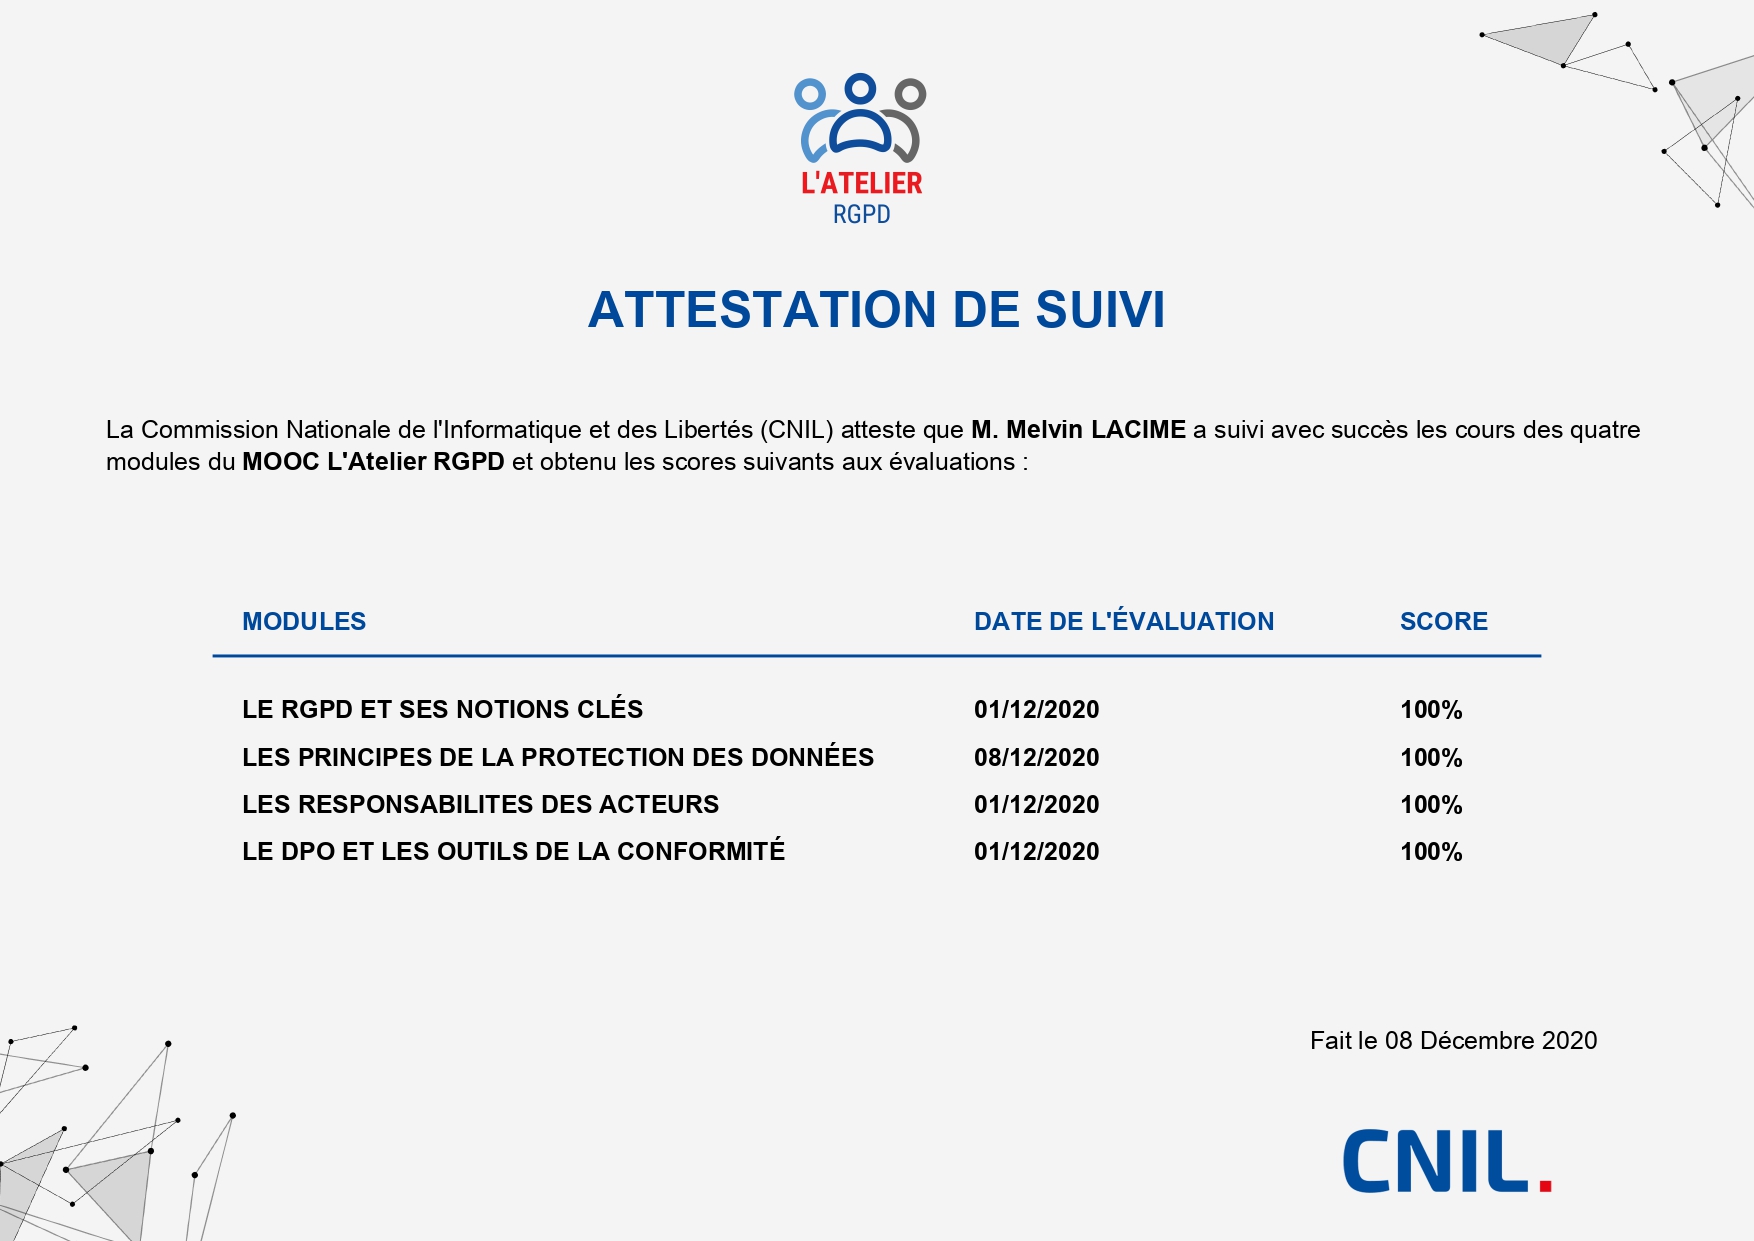 L'ATELIER
RGPD
ATTESTATION DE SUIVI
La Commission Nationale de l'Informatique et des Libertés (CNIL) atteste que M. Melvin LACIME a suivi avec succès les cours des quatre
modules du MOOC L'Atelier RGPD et obtenu les scores suivants aux évaluations :
MODULES DATE DE L'ÉVALUATION SCORE
LE RGPD ET SES NOTIONS CLÉS 01/12/2020 100%
LES PRINCIPES DE LA PROTECTION DES DONNÉES 08/12/2020 100%
LES RESPONSABILITES DES ACTEURS 01/12/2020 100%
LE DPO ET LES OUTILS DE LA CONFORMITÉ 01/12/2020 100%
Fait le 08 Décembre 2020
CNIL.